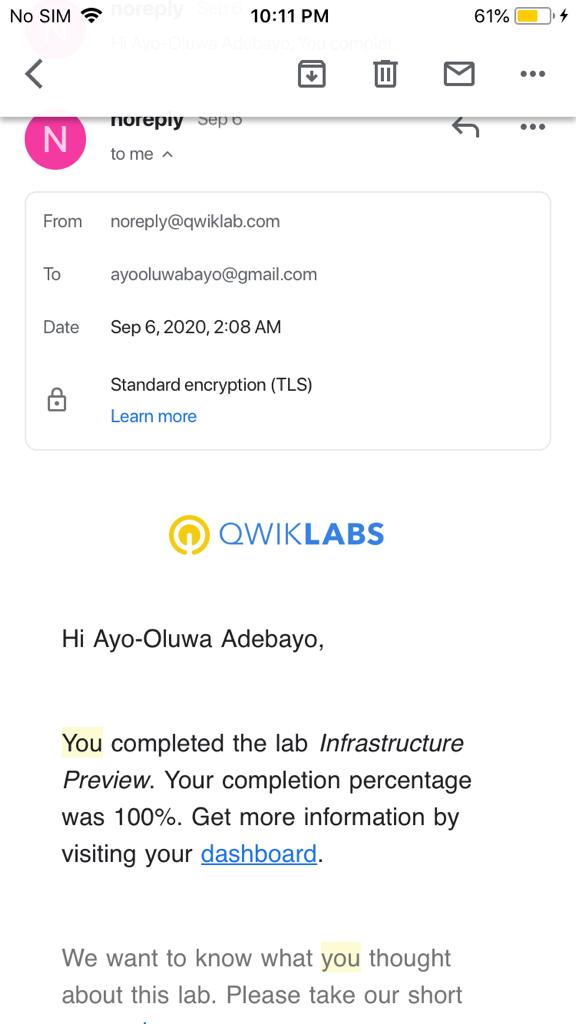 No SIM 10:11 PM 61%
noreply Sep 6
Hi Ayo-Oluwa Adebayo, You complet
N noreply Sep 6
to me
From noreply@qwiklab.com
To ayooluwabayo@gmail.com
Date Sep 6, 2020, 2:08 AM
Standard encryption (TLS)
Learn more
QWIKLABS
Hi Ayo-Oluwa Adebayo,
You completed the lab Infrastructure
Preview. Your completion percentage
was 100%. Get more information by
visiting your dashboard.
We want to know what you thought
about this lab. Please take our short